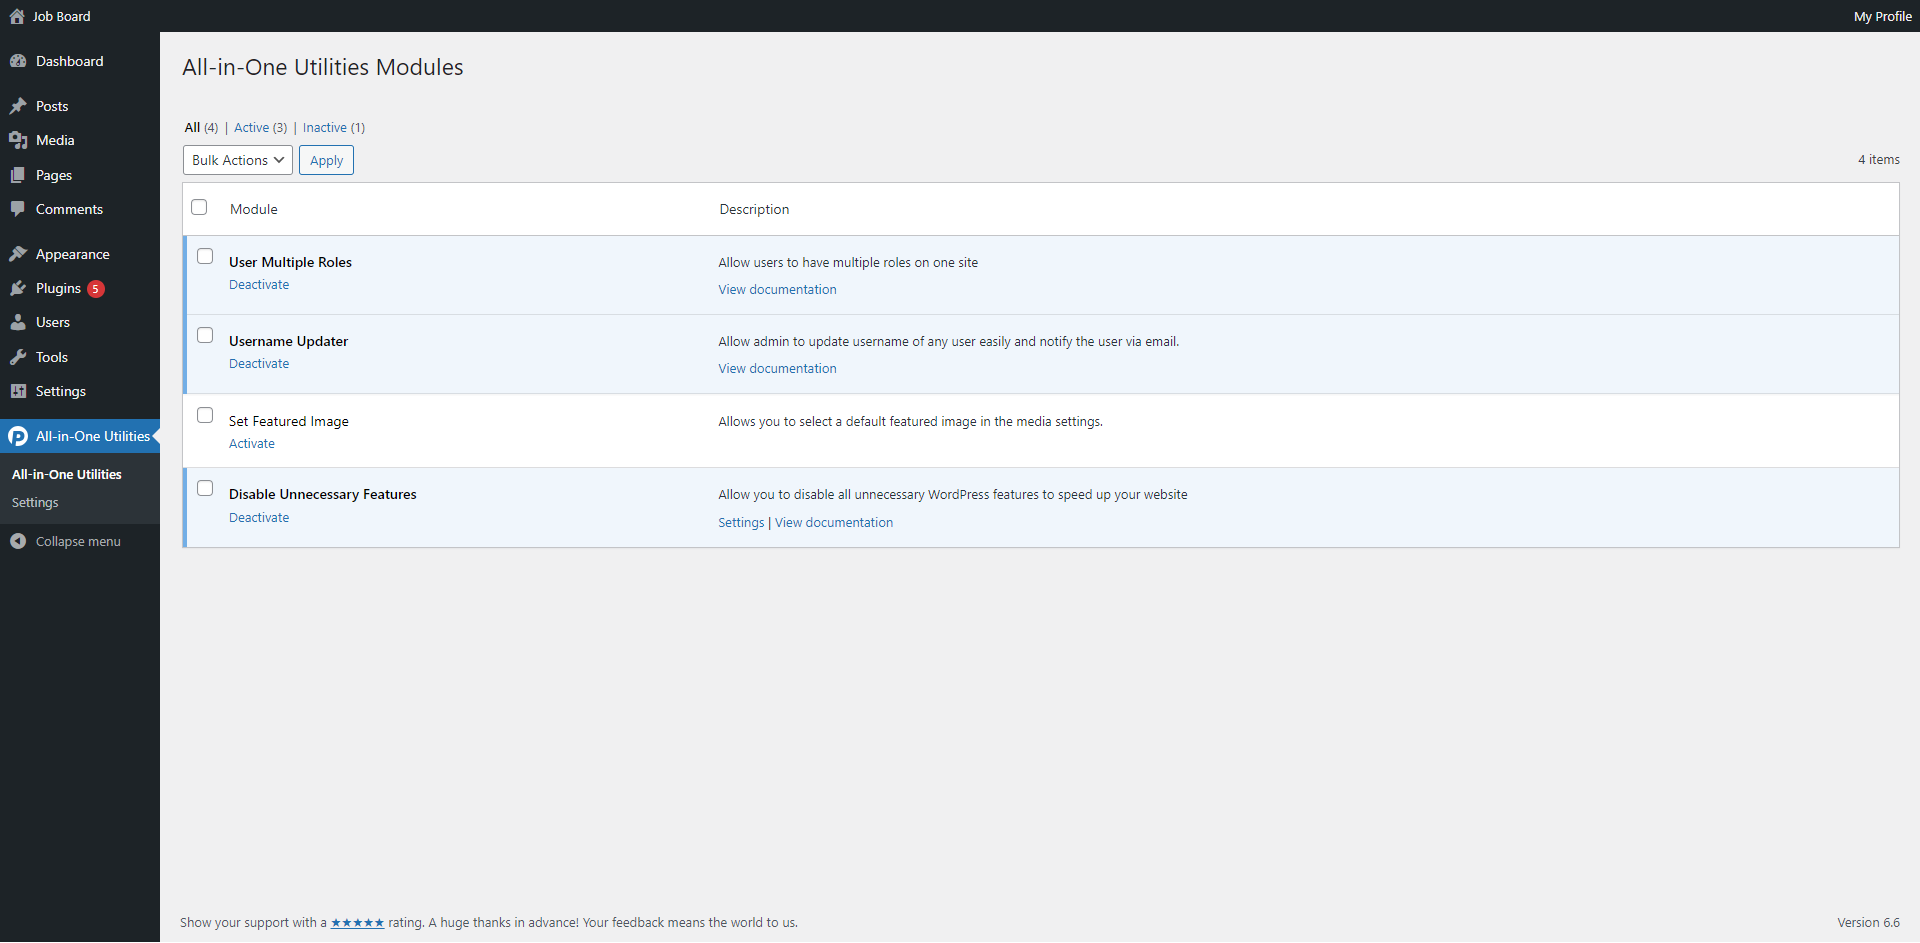 Job Board
My Profile
Dashboard
Posts
Media
Pages
Comments
Appearance
Plugins 5
Users
Tools
Settings
All-in-One Utilities
All-in-One Utilities
Settings
Collapse menu
All-in-One Utilities Modules
All (4) | Active (3) | Inactive (1)
Bulk Actions Apply
4 items
Module Description
User Multiple Roles
Deactivate
Allow users to have multiple roles on one site
View documentation
Username Updater
Deactivate
Allow admin to update username of any user easily and notify the user via email.
View documentation
Set Featured Image
Activate
Allows you to select a default featured image in the media settings.
Disable Unnecessary Features
Deactivate
Allow you to disable all unnecessary WordPress features to speed up your website
Settings | View documentation
Show your support with a ★★★★★ rating. A huge thanks in advance! Your feedback means the world to us.
Version 6.6